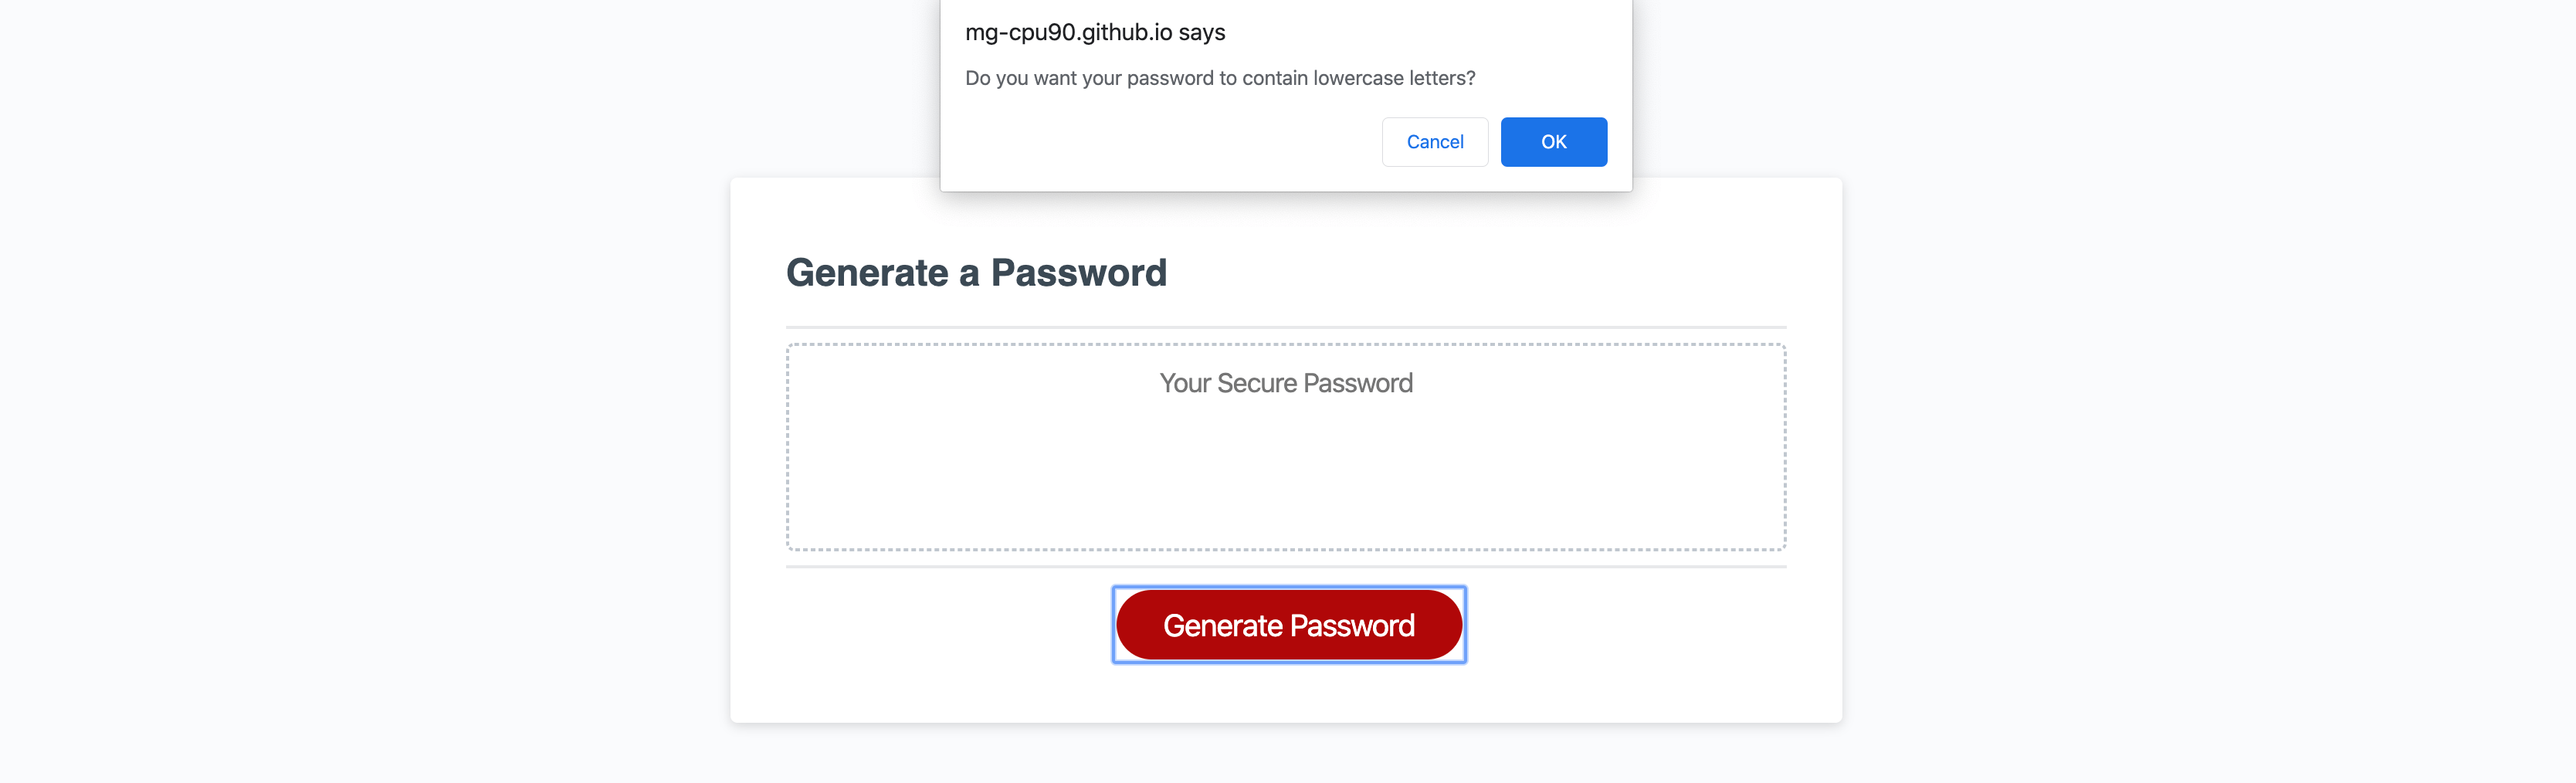 mg-cpu90.github.io says
Do you want your password to contain lowercase letters?
Cancel
OK
Generate a Password
Your Secure Password
Generate Password